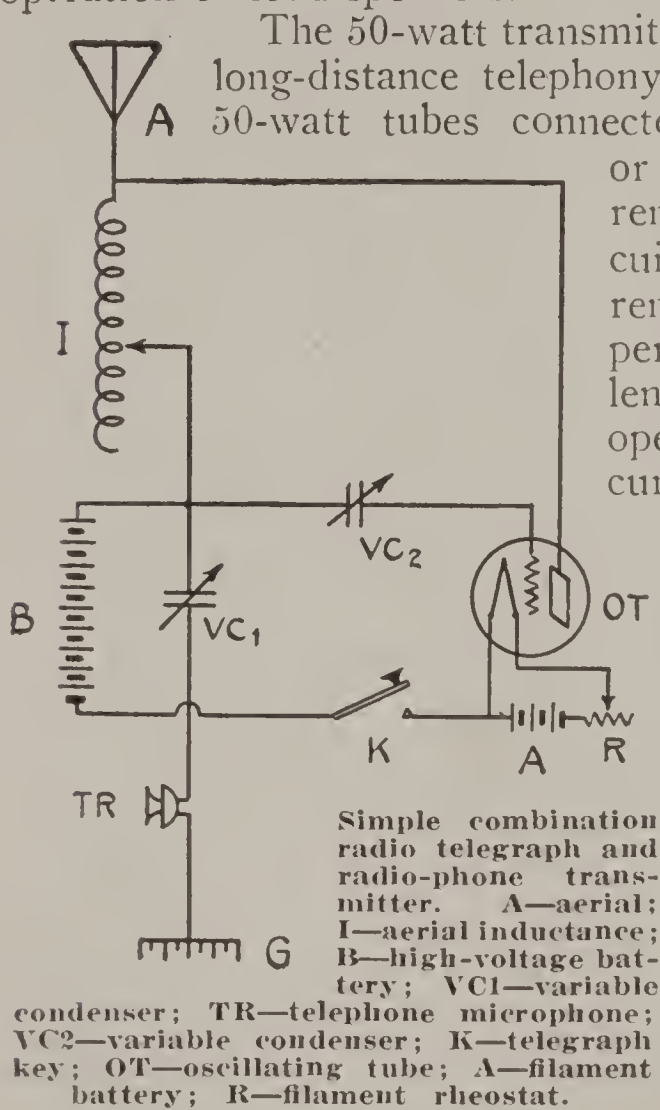 The 50-watt transmit
long-distance telephony
50-watt tubes connecte
or
ren
cui
ren
per
len
ope
cur
A
I
VC2
B
VC1
OT
K
A
R
TR
G
Simple combination
radio telegraph and
radio-phone trans-
mitter. A—aerial;
I—aerial inductance;
B—high-voltage bat-
tery; VC1—variable
condenser; TR—telephone microphone;
VC2—variable condenser; K—telegraph
key; OT—oscillating tube; A—filament
battery; R—filament rheostat.